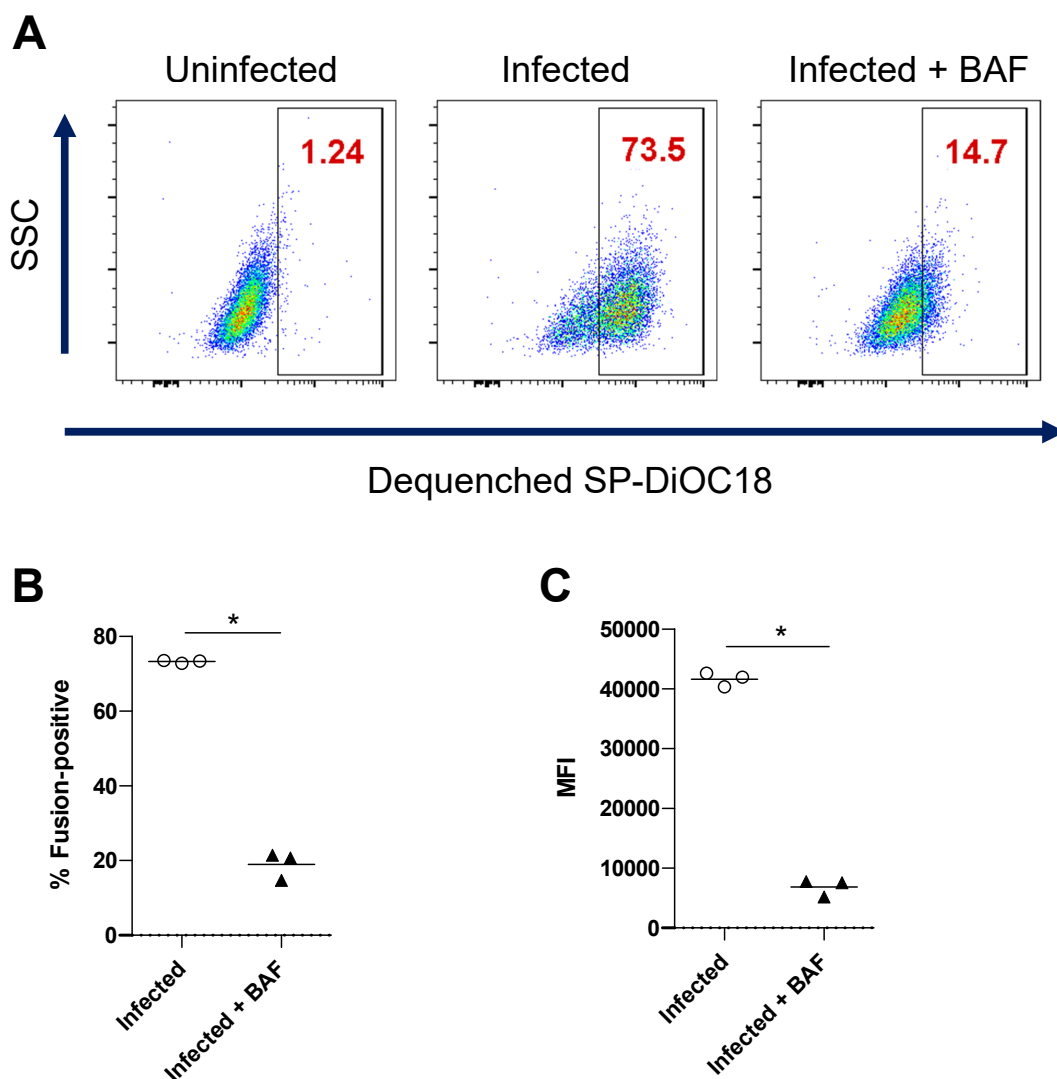 A
Uninfected
Infected
Infected + BAF
1.24
73.5
14.7
SSC
Dequenched SP-DiOC18
B
*
80
60
40
20
0
% Fusion-positive
Infected
Infected + BAF
C
*
50000
40000
30000
20000
10000
0
MFI
Infected
Infected + BAF